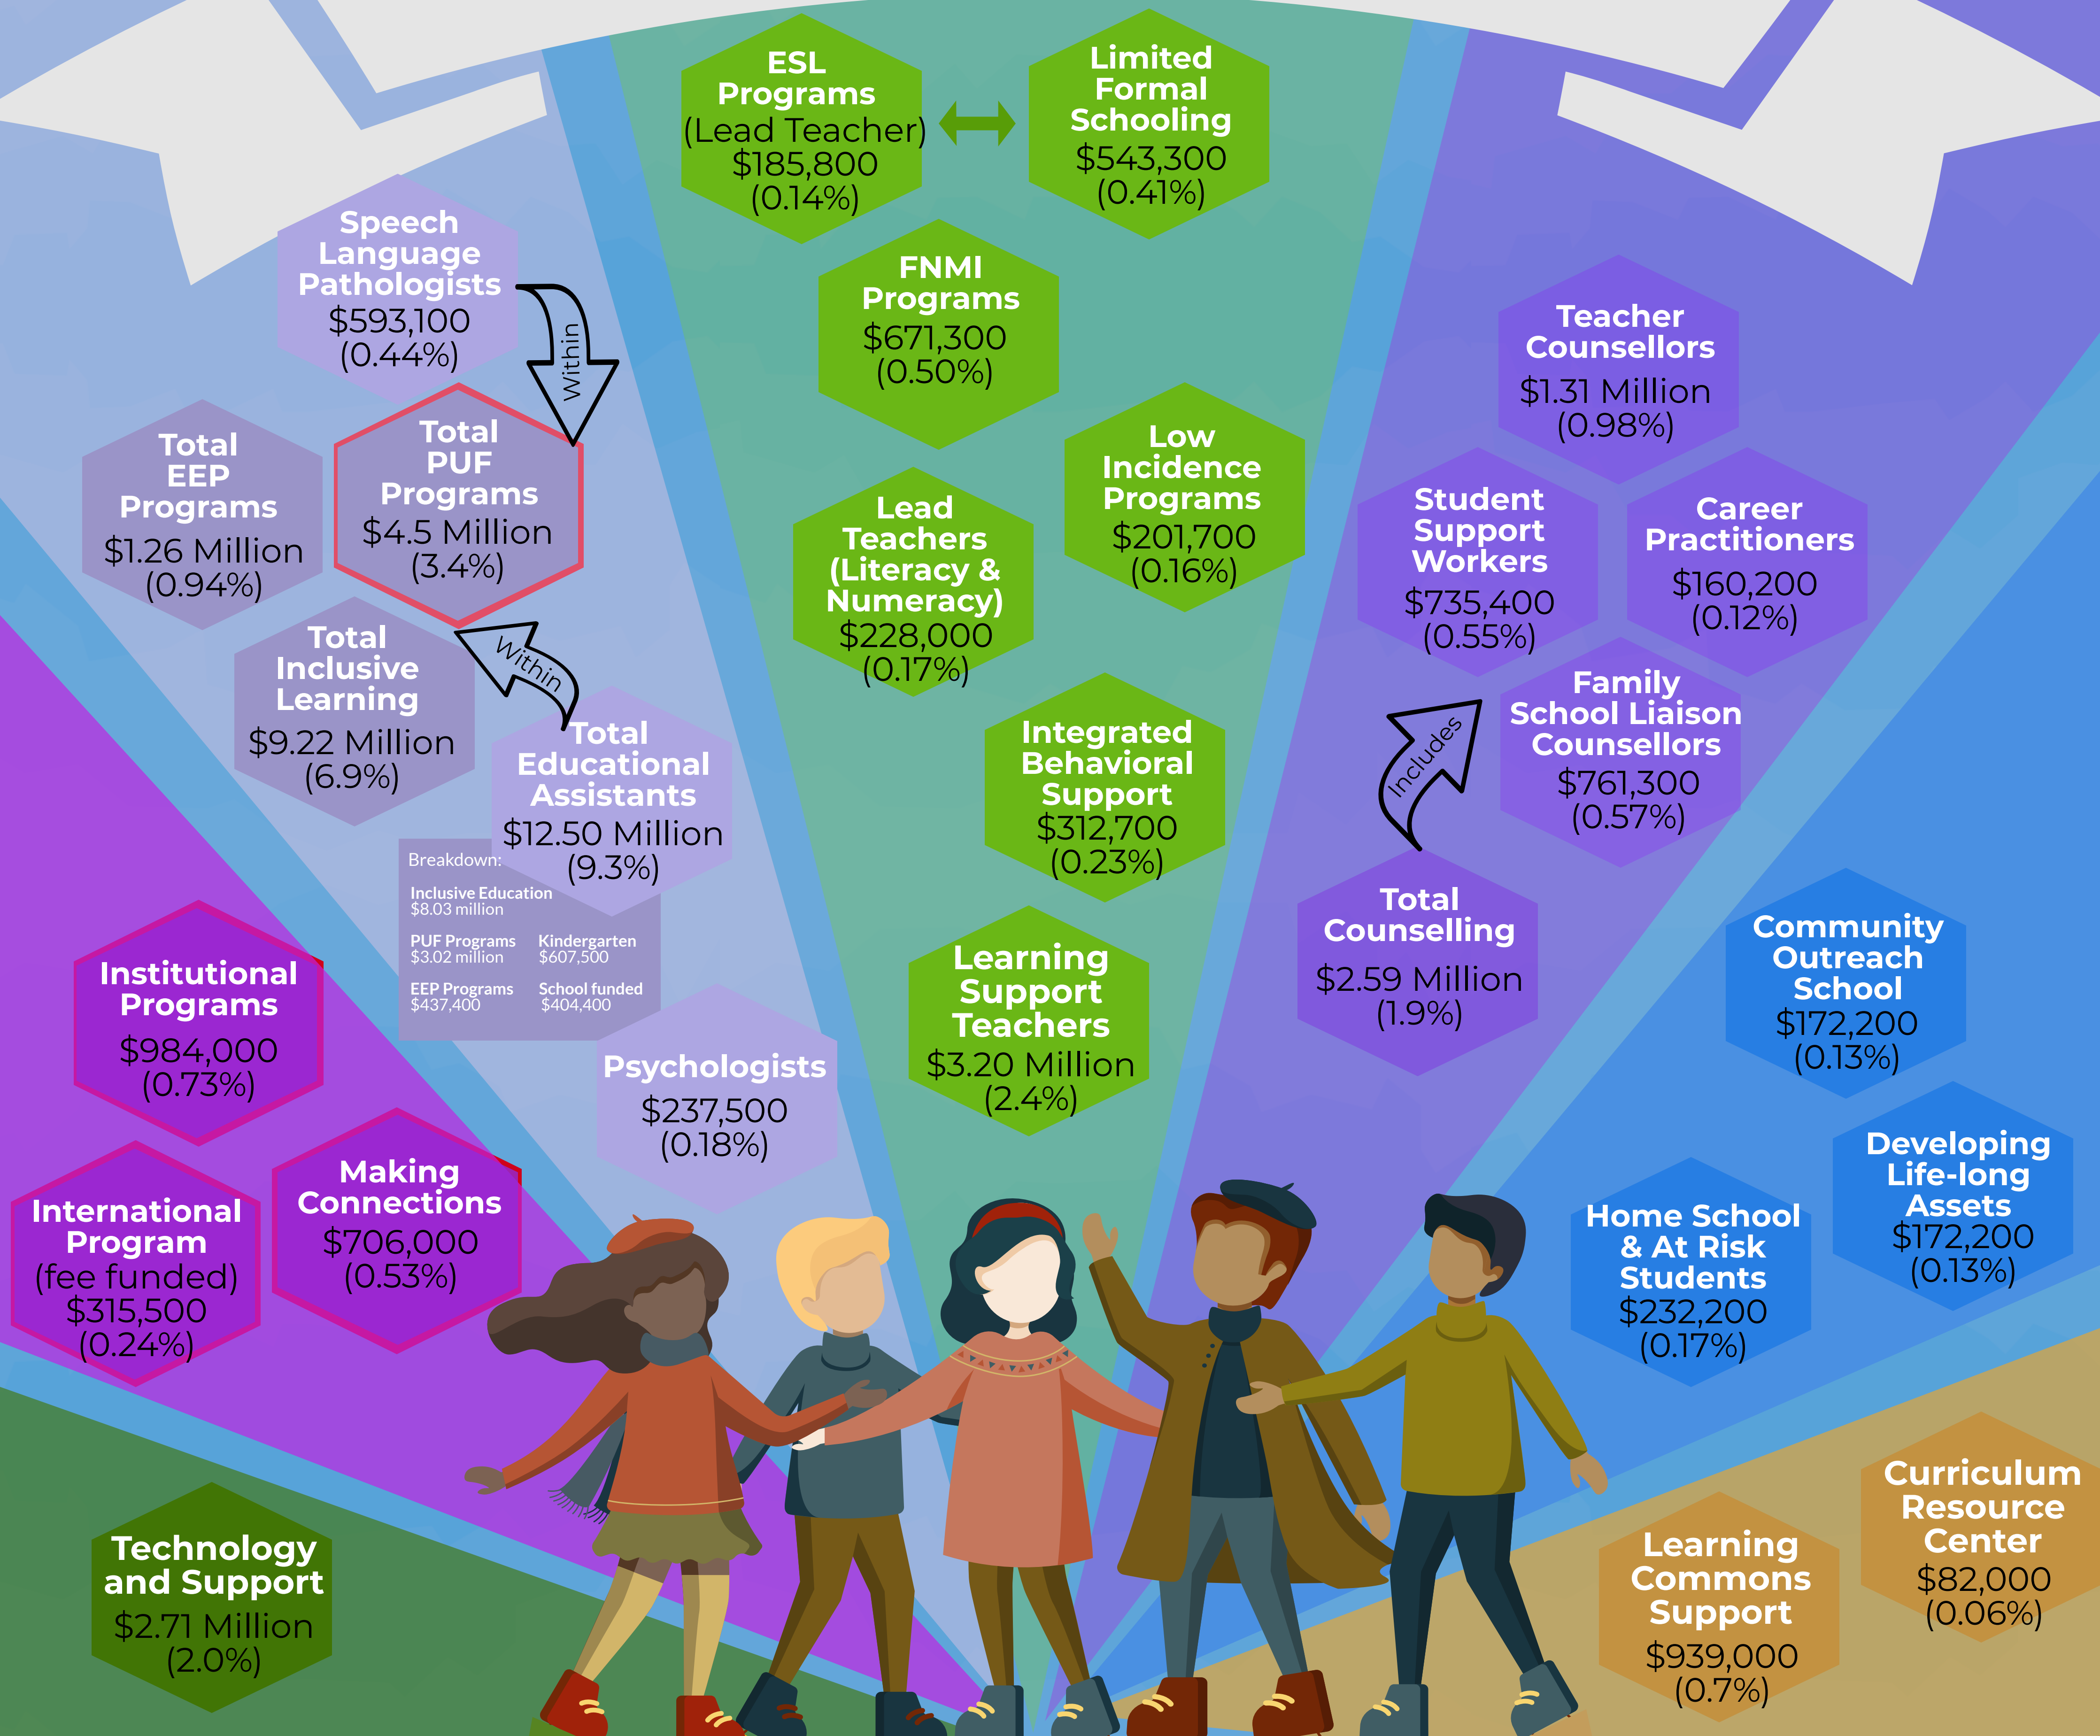 ESL
Programs
(Lead Teacher)
$185,800
(0.14%)
Limited
Formal
Schooling
$543,300
(0.41%)
Speech
Language
Pathologists
$593,100
(0.44%)
Within
FNMI
Programs
$671,300
(0.50%)
Teacher
Counsellors
$1.31 Million
(0.98%)
Total
EEP
Programs
$1.26 Million
(0.94%)
Total
PUF
Programs
$4.5 Million
(3.4%)
Low
Incidence
Programs
$201,700
(0.16%)
Lead
Teachers
(Literacy &
Numeracy)
$228,000
(0.17%)
Student
Support
Workers
$735,400
(0.55%)
Career
Practitioners
$160,200
(0.12%)
Total
Inclusive
Learning
$9.22 Million
(6.9%)
Within
Total
Educational
Assistants
$12.50 Million
(9.3%)
Breakdown:
Inclusive Education
$8.03 million
PUF Programs
$3.02 million
Kindergarten
$607,500
EEP Programs
$437,400
School funded
$404,400
Integrated
Behavioral
Support
$312,700
(0.23%)
Family
School Liaison
Counsellors
$761,300
(0.57%)
Includes
Total
Counselling
$2.59 Million
(1.9%)
Institutional
Programs
$984,000
(0.73%)
Psychologists
$237,500
(0.18%)
Learning
Support
Teachers
$3.20 Million
(2.4%)
Community
Outreach
School
$172,200
(0.13%)
International
Program
(fee funded)
$315,500
(0.24%)
Making
Connections
$706,000
(0.53%)
Home School
& At Risk
Students
$232,200
(0.17%)
Developing
Life-long
Assets
$172,200
(0.13%)
Technology
and Support
$2.71 Million
(2.0%)
Learning
Commons
Support
$939,000
(0.7%)
Curriculum
Resource
Center
$82,000
(0.06%)